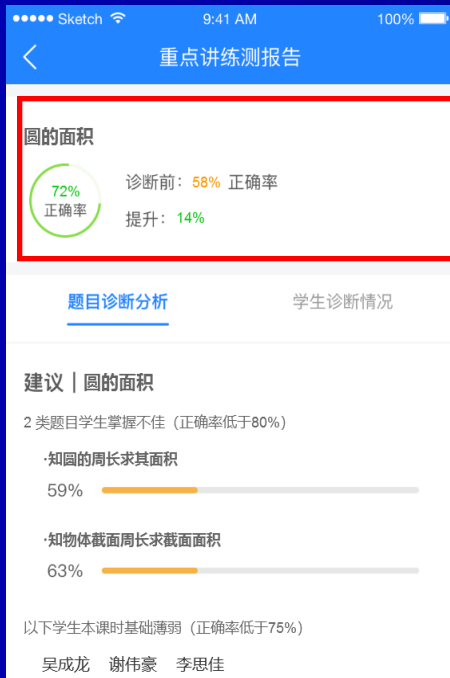 Sketch 9:41 AM 100%
重点讲练测报告
圆的面积
72%
正确率
诊断前：58% 正确率
提升：14%
题目诊断分析 学生诊断情况
建议｜圆的面积
2 类题目学生掌握不佳（正确率低于80%）
·知圆的周长求其面积
59%
·知物体截面周长求截面面积
63%
以下学生本课时基础薄弱（正确率低于75%）
吴成龙 谢伟豪 李思佳